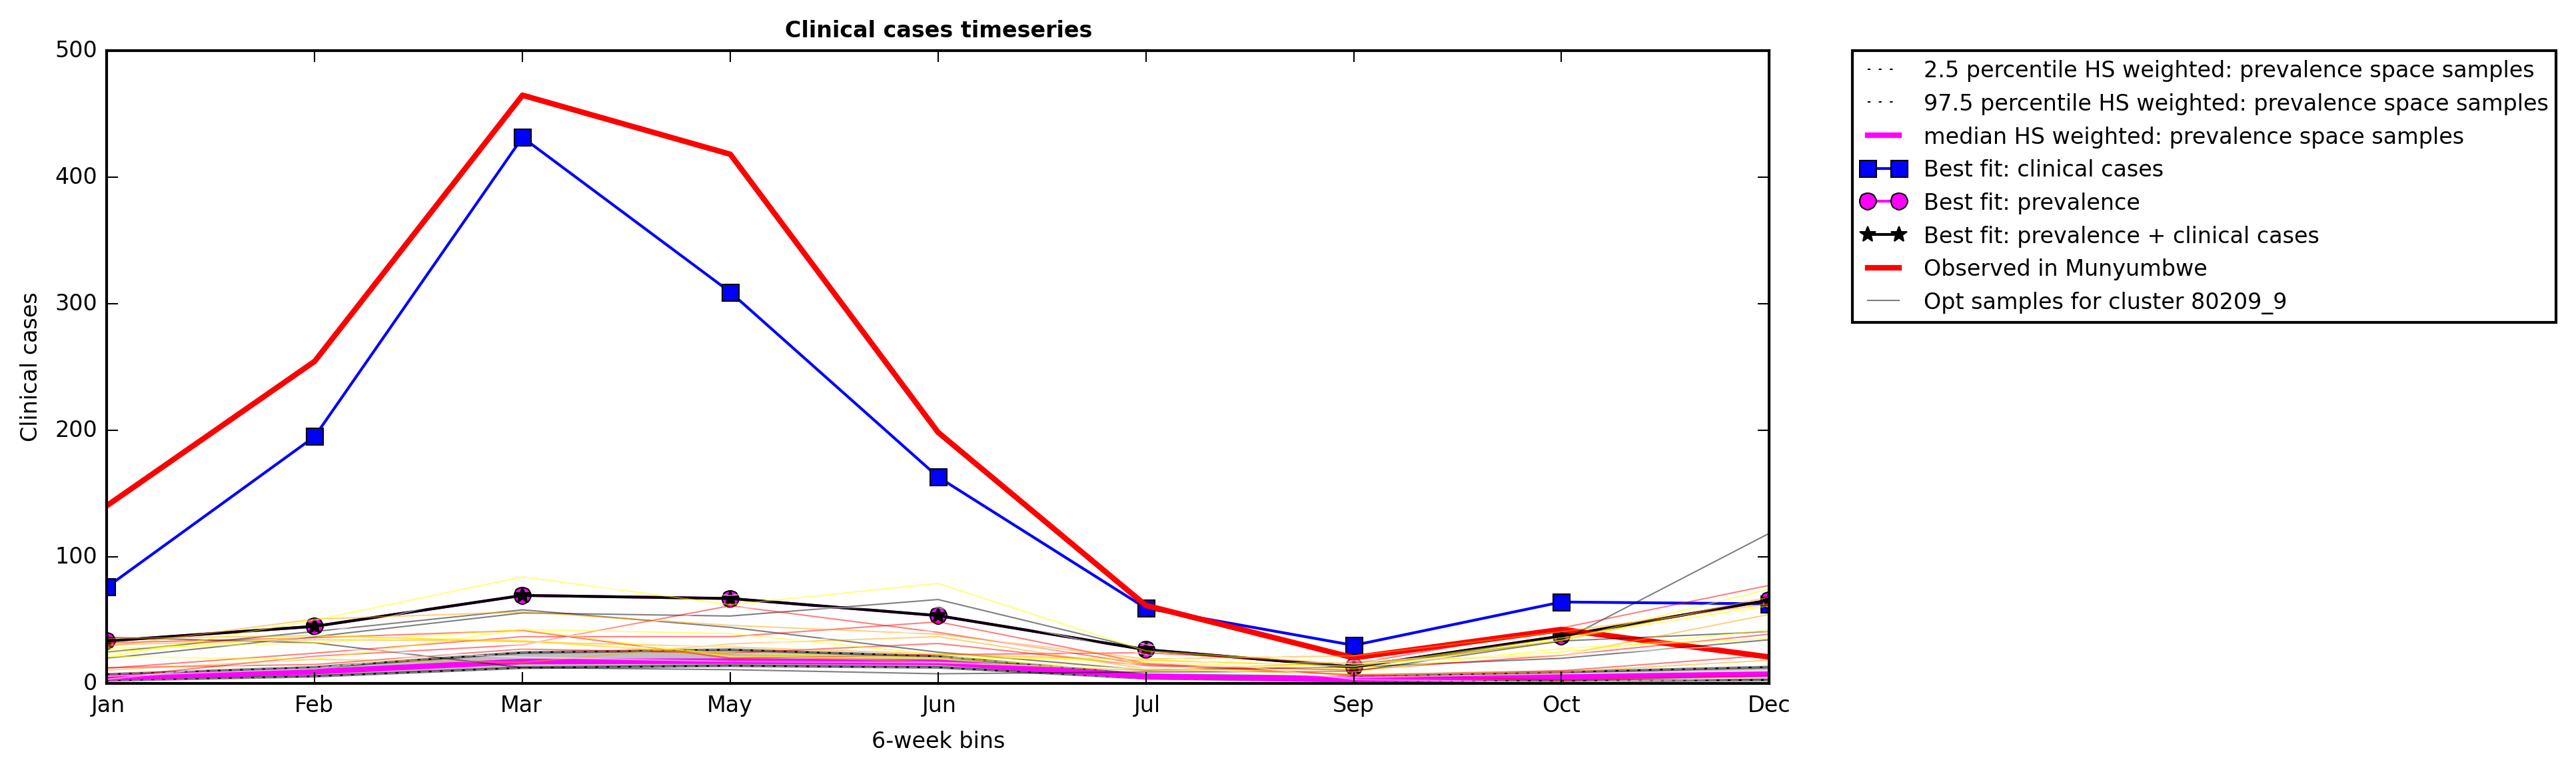 Clinical cases timeseries
500
400
300
200
100
0
Clinical cases
Jan Feb Mar May Jun Jul Sep Oct Dec
6-week bins
2.5 percentile HS weighted: prevalence space samples
97.5 percentile HS weighted: prevalence space samples
median HS weighted: prevalence space samples
Best fit: clinical cases
Best fit: prevalence
Best fit: prevalence + clinical cases
Observed in Munyumbwe
Opt samples for cluster 80209_9